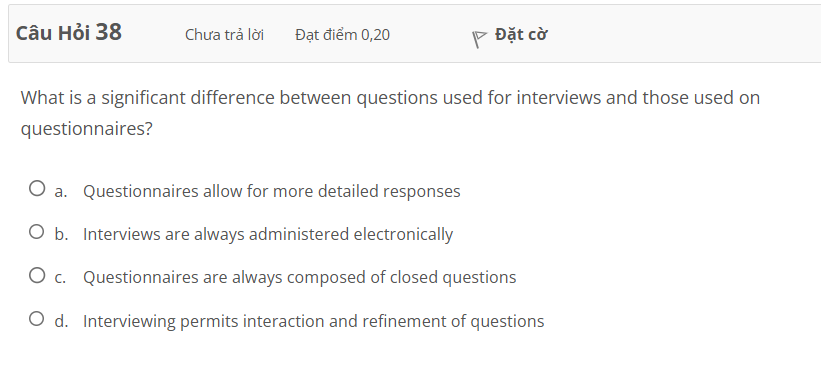 Câu Hỏi 38 Chưa trả lời Đạt điểm 0,20 Đặt cờ
What is a significant difference between questions used for interviews and those used on
questionnaires?
a. Questionnaires allow for more detailed responses
b. Interviews are always administered electronically
c. Questionnaires are always composed of closed questions
d. Interviewing permits interaction and refinement of questions